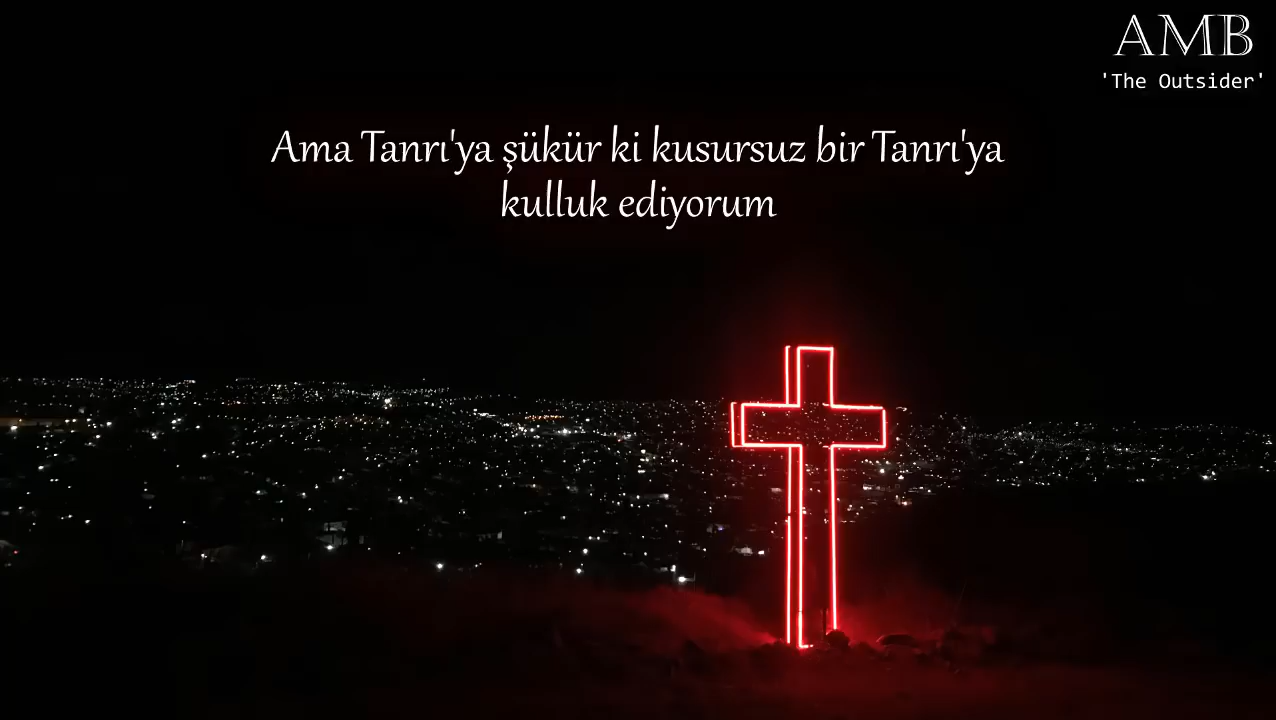 AMB
'The Outsider'
Ama Tanrı'ya şükür ki kusursuz bir Tanrı'ya
kulluk ediyorum